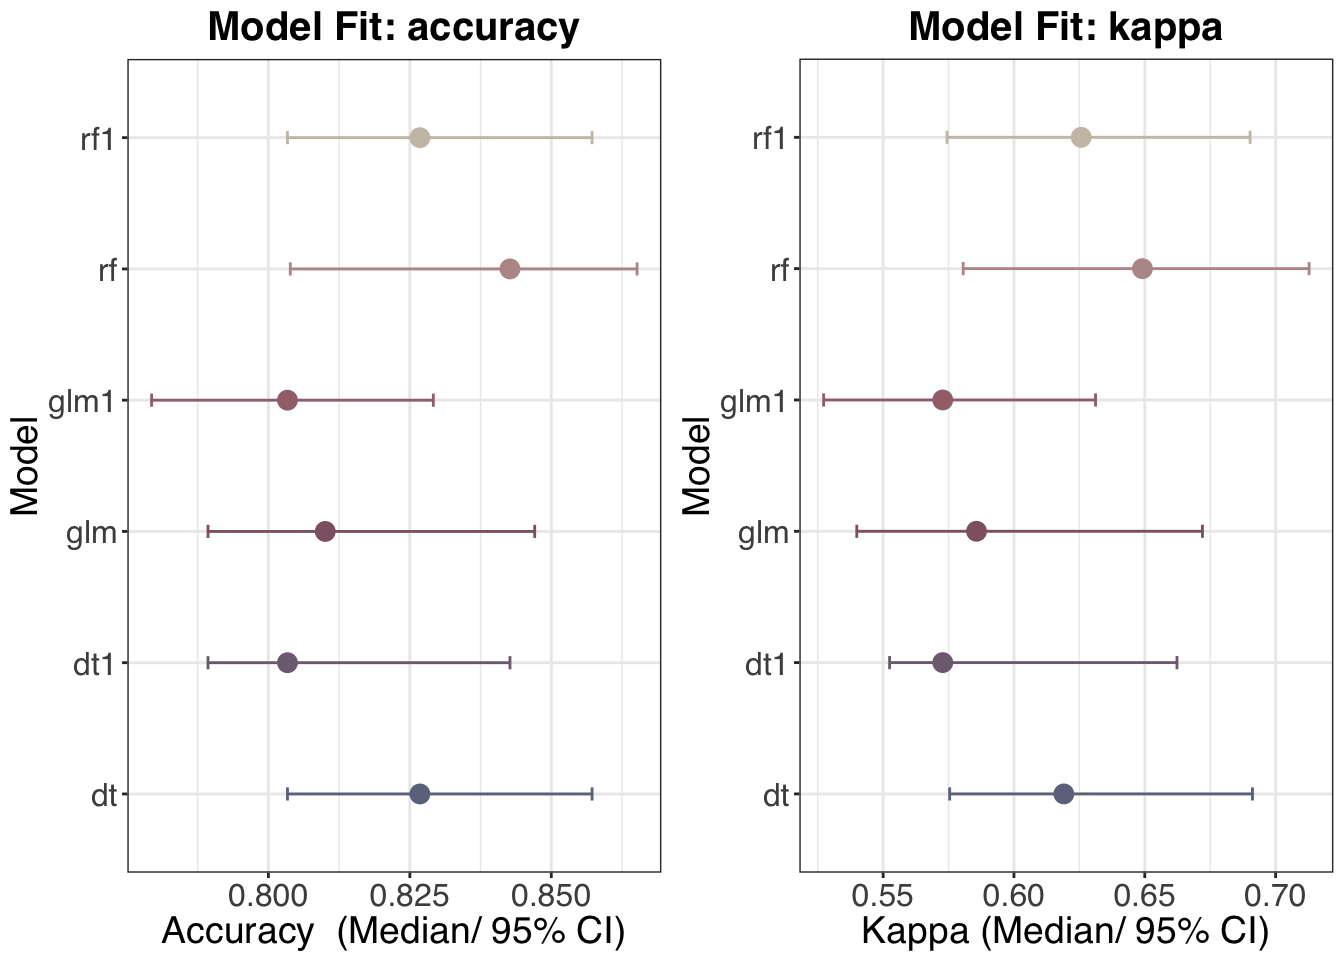 Model Fit: accuracy
Model
rf1
rf
glm1
glm
dt1
dt
0.800 0.825 0.850
Accuracy  (Median/ 95% CI)
Model Fit: kappa
Model
rf1
rf
glm1
glm
dt1
dt
0.55 0.60 0.65 0.70
Kappa (Median/ 95% CI)